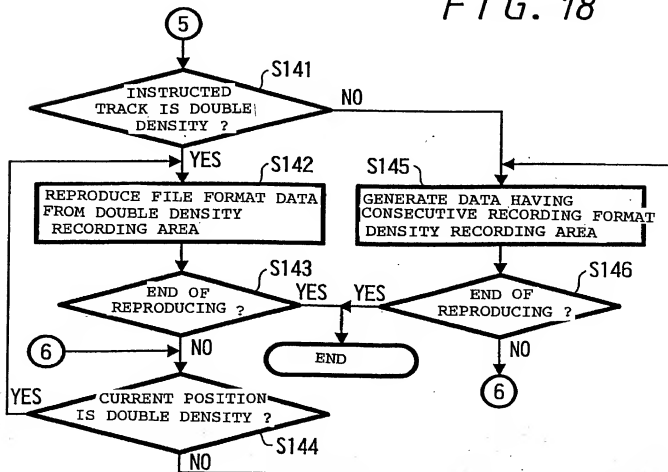 FIG. 18
5
S141
INSTRUCTED
TRACK IS DOUBLE
DENSITY ?
NO
YES
S142
REPRODUCE FILE FORMAT DATA
FROM DOUBLE DENSITY
RECORDING AREA
S145
GENERATE DATA HAVING
CONSECUTIVE RECORDING FORMAT
DENSITY RECORDING AREA
S143
END OF
REPRODUCING ?
YES
NO
S146
END OF
REPRODUCING ?
YES
NO
END
6
6
S144
CURRENT POSITION
IS DOUBLE DENSITY ?
YES
NO